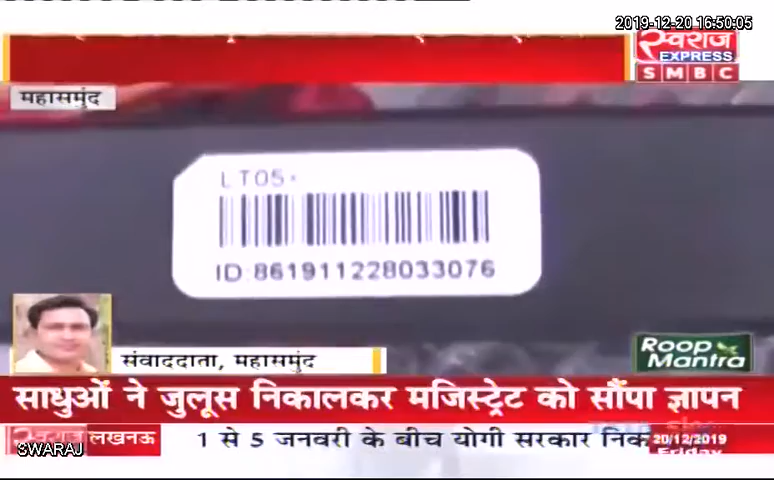 2019-12-20 16:50:05
स्वराज
EXPRESS
SMBC
महासमुंद
LT05
ID:861911228033076
Roop
Mantra
संवाददाता, महासमुंद
साधुओं ने जुलूस निकालकर मजिस्ट्रेट को सौंपा ज्ञापन
लखनऊ
1 से 5 जनवरी के बीच योगी सरकार
20/12/2019
Friday
SWARAJ